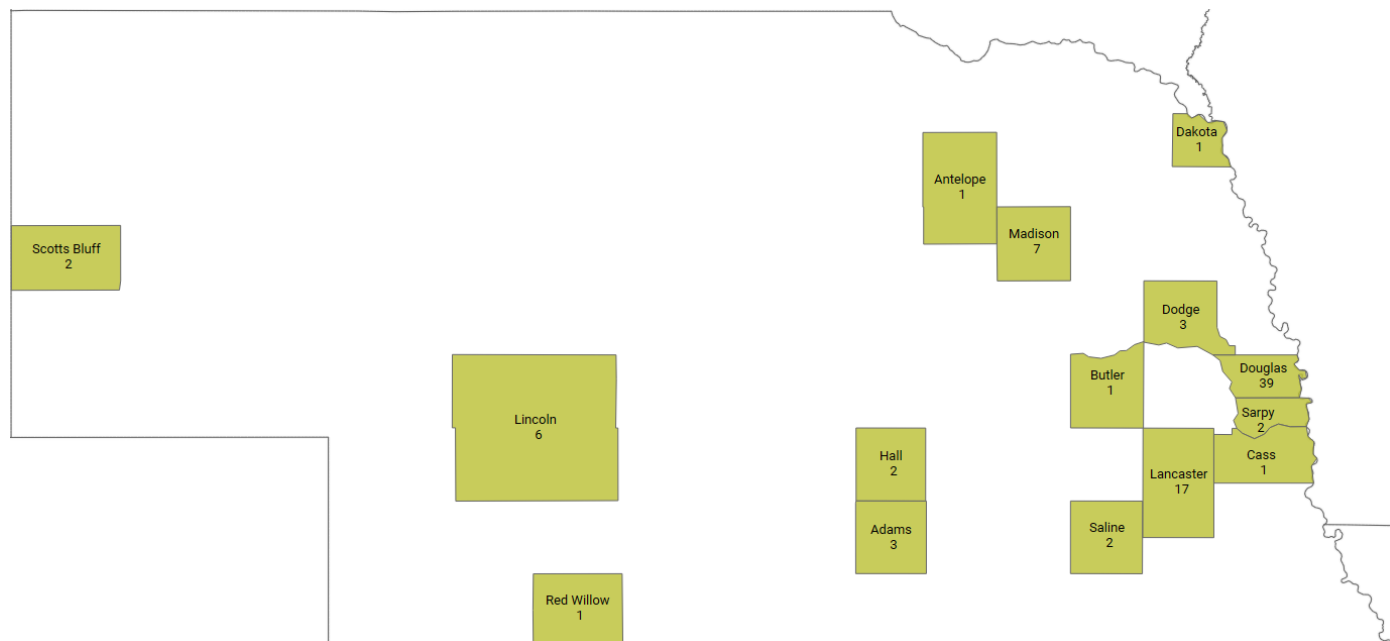 Dakota
1
Antelope
1
Madison
7
Scotts Bluff
2
Dodge
3
Douglas
39
Butler
1
Sarpy
2
Lincoln
6
Hall
2
Cass
1
Lancaster
17
Adams
3
Saline
2
Red Willow
1